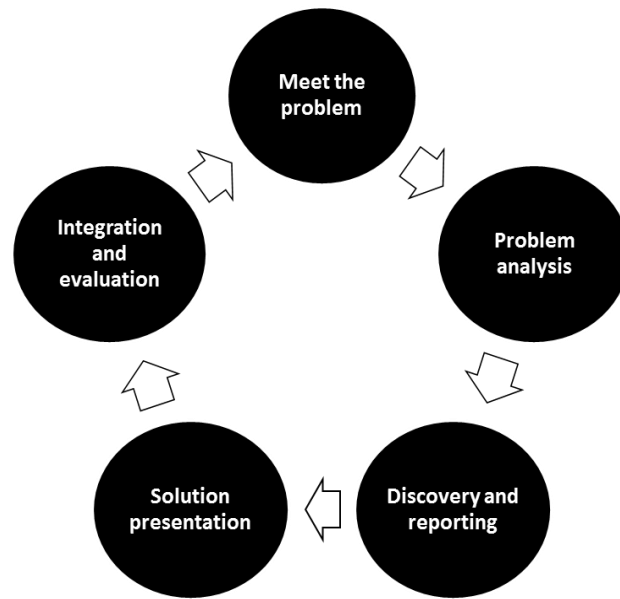 Meet the
problem
Problem
analysis
Discovery and
reporting
Solution
presentation
Integration
and
evaluation